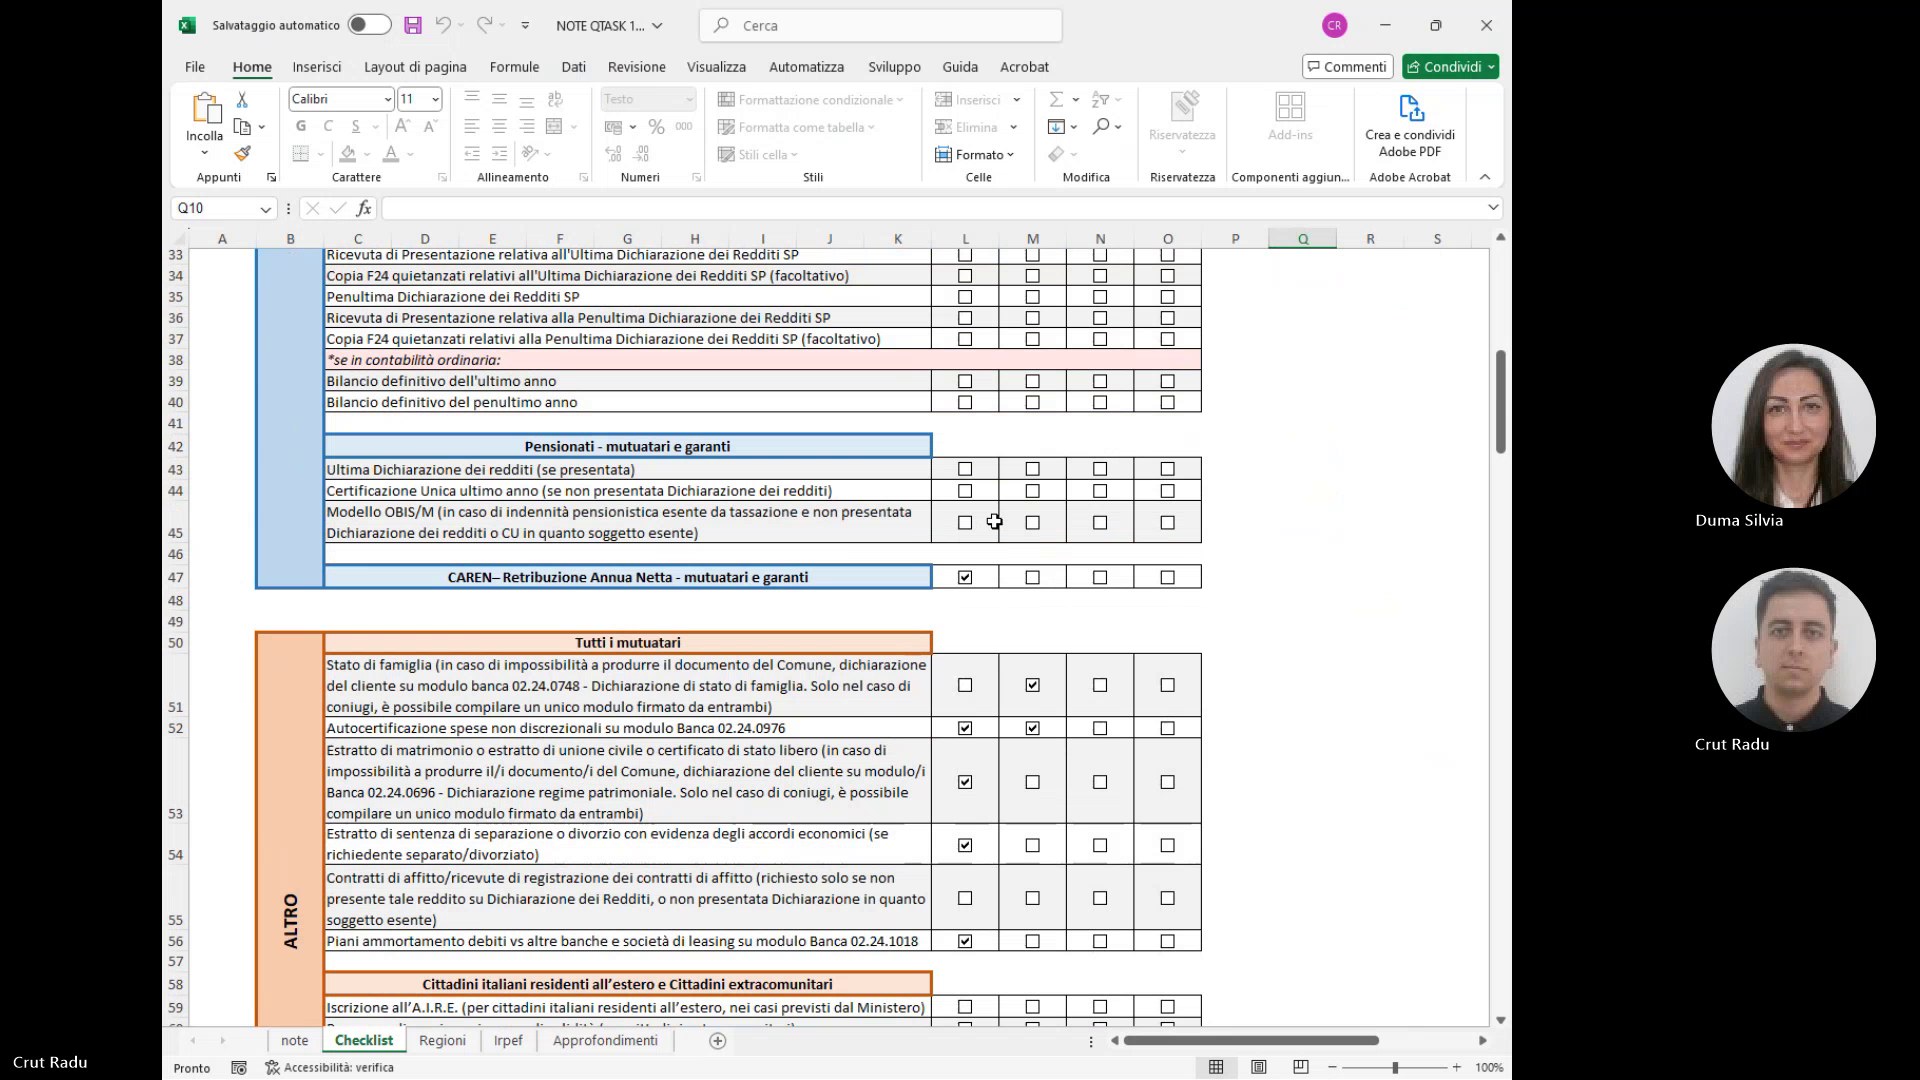 Salvataggio automatico
NOTE QTASK 1...
Cerca
CR
File Home Inserisci Layout di pagina Formule Dati Revisione Visualizza Automatizza Sviluppo Guida Acrobat
Commenti Condividi
Calibri 11
Testo
Formattazione condizionale
Inserisci
Incolla
G C S
% 000
Formatta come tabella
Elimina
Riservatezza
Add-ins
Crea e condividi
Adobe PDF
Stili cella
Formato
Appunti Carattere Allineamento Numeri Stili Celle Modifica Riservatezza Componenti aggiun... Adobe Acrobat
Q10 fx
A B C D E F G H I J K L M N O P Q R S
33 Ricevuta di Presentazione relativa all'Ultima Dichiarazione dei Redditi SP
34 Copia F24 quietanzati relativi all'Ultima Dichiarazione dei Redditi SP (facoltativo)
35 Penultima Dichiarazione dei Redditi SP
36 Ricevuta di Presentazione relativa alla Penultima Dichiarazione dei Redditi SP
37 Copia F24 quietanzati relativi alla Penultima Dichiarazione dei Redditi SP (facoltativo)
38 *se in contabilità ordinaria:
39 Bilancio definitivo dell'ultimo anno
40 Bilancio definitivo del penultimo anno
41
42 Pensionati - mutuatari e garanti
43 Ultima Dichiarazione dei redditi (se presentata)
44 Certificazione Unica ultimo anno (se non presentata Dichiarazione dei redditi)
Modello OBIS/M (in caso di indennità pensionistica esente da tassazione e non presentata
45 Dichiarazione dei redditi o CU in quanto soggetto esente)
46
47 CAREN– Retribuzione Annua Netta - mutuatari e garanti
48
49
50 Tutti i mutuatari
Stato di famiglia (in caso di impossibilità a produrre il documento del Comune, dichiarazione
del cliente su modulo banca 02.24.0748 - Dichiarazione di stato di famiglia. Solo nel caso di
51 coniugi, è possibile compilare un unico modulo firmato da entrambi)
52 Autocertificazione spese non discrezionali su modulo Banca 02.24.0976
Estratto di matrimonio o estratto di unione civile o certificato di stato libero (in caso di
impossibilità a produrre il/i documento/i del Comune, dichiarazione del cliente su modulo/i
Banca 02.24.0696 - Dichiarazione regime patrimoniale. Solo nel caso di coniugi, è possibile
53 compilare un unico modulo firmato da entrambi)
Estratto di sentenza di separazione o divorzio con evidenza degli accordi economici (se
54 richiedente separato/divorziato)
Contratti di affitto/ricevute di registrazione dei contratti di affitto (richiesto solo se non
presente tale reddito su Dichiarazione dei Redditi, o non presentata Dichiarazione in quanto
55 soggetto esente)
ALTRO
56 Piani ammortamento debiti vs altre banche e società di leasing su modulo Banca 02.24.1018
57
58 Cittadini italiani residenti all’estero e Cittadini extracomunitari
59 Iscrizione all’A.I.R.E. (per cittadini italiani residenti all’estero, nei casi previsti dal Ministero)
note Checklist Regioni Irpef Approfondimenti
Pronto Accessibilità: verifica 100%
Duma Silvia
Crut Radu
Crut Radu